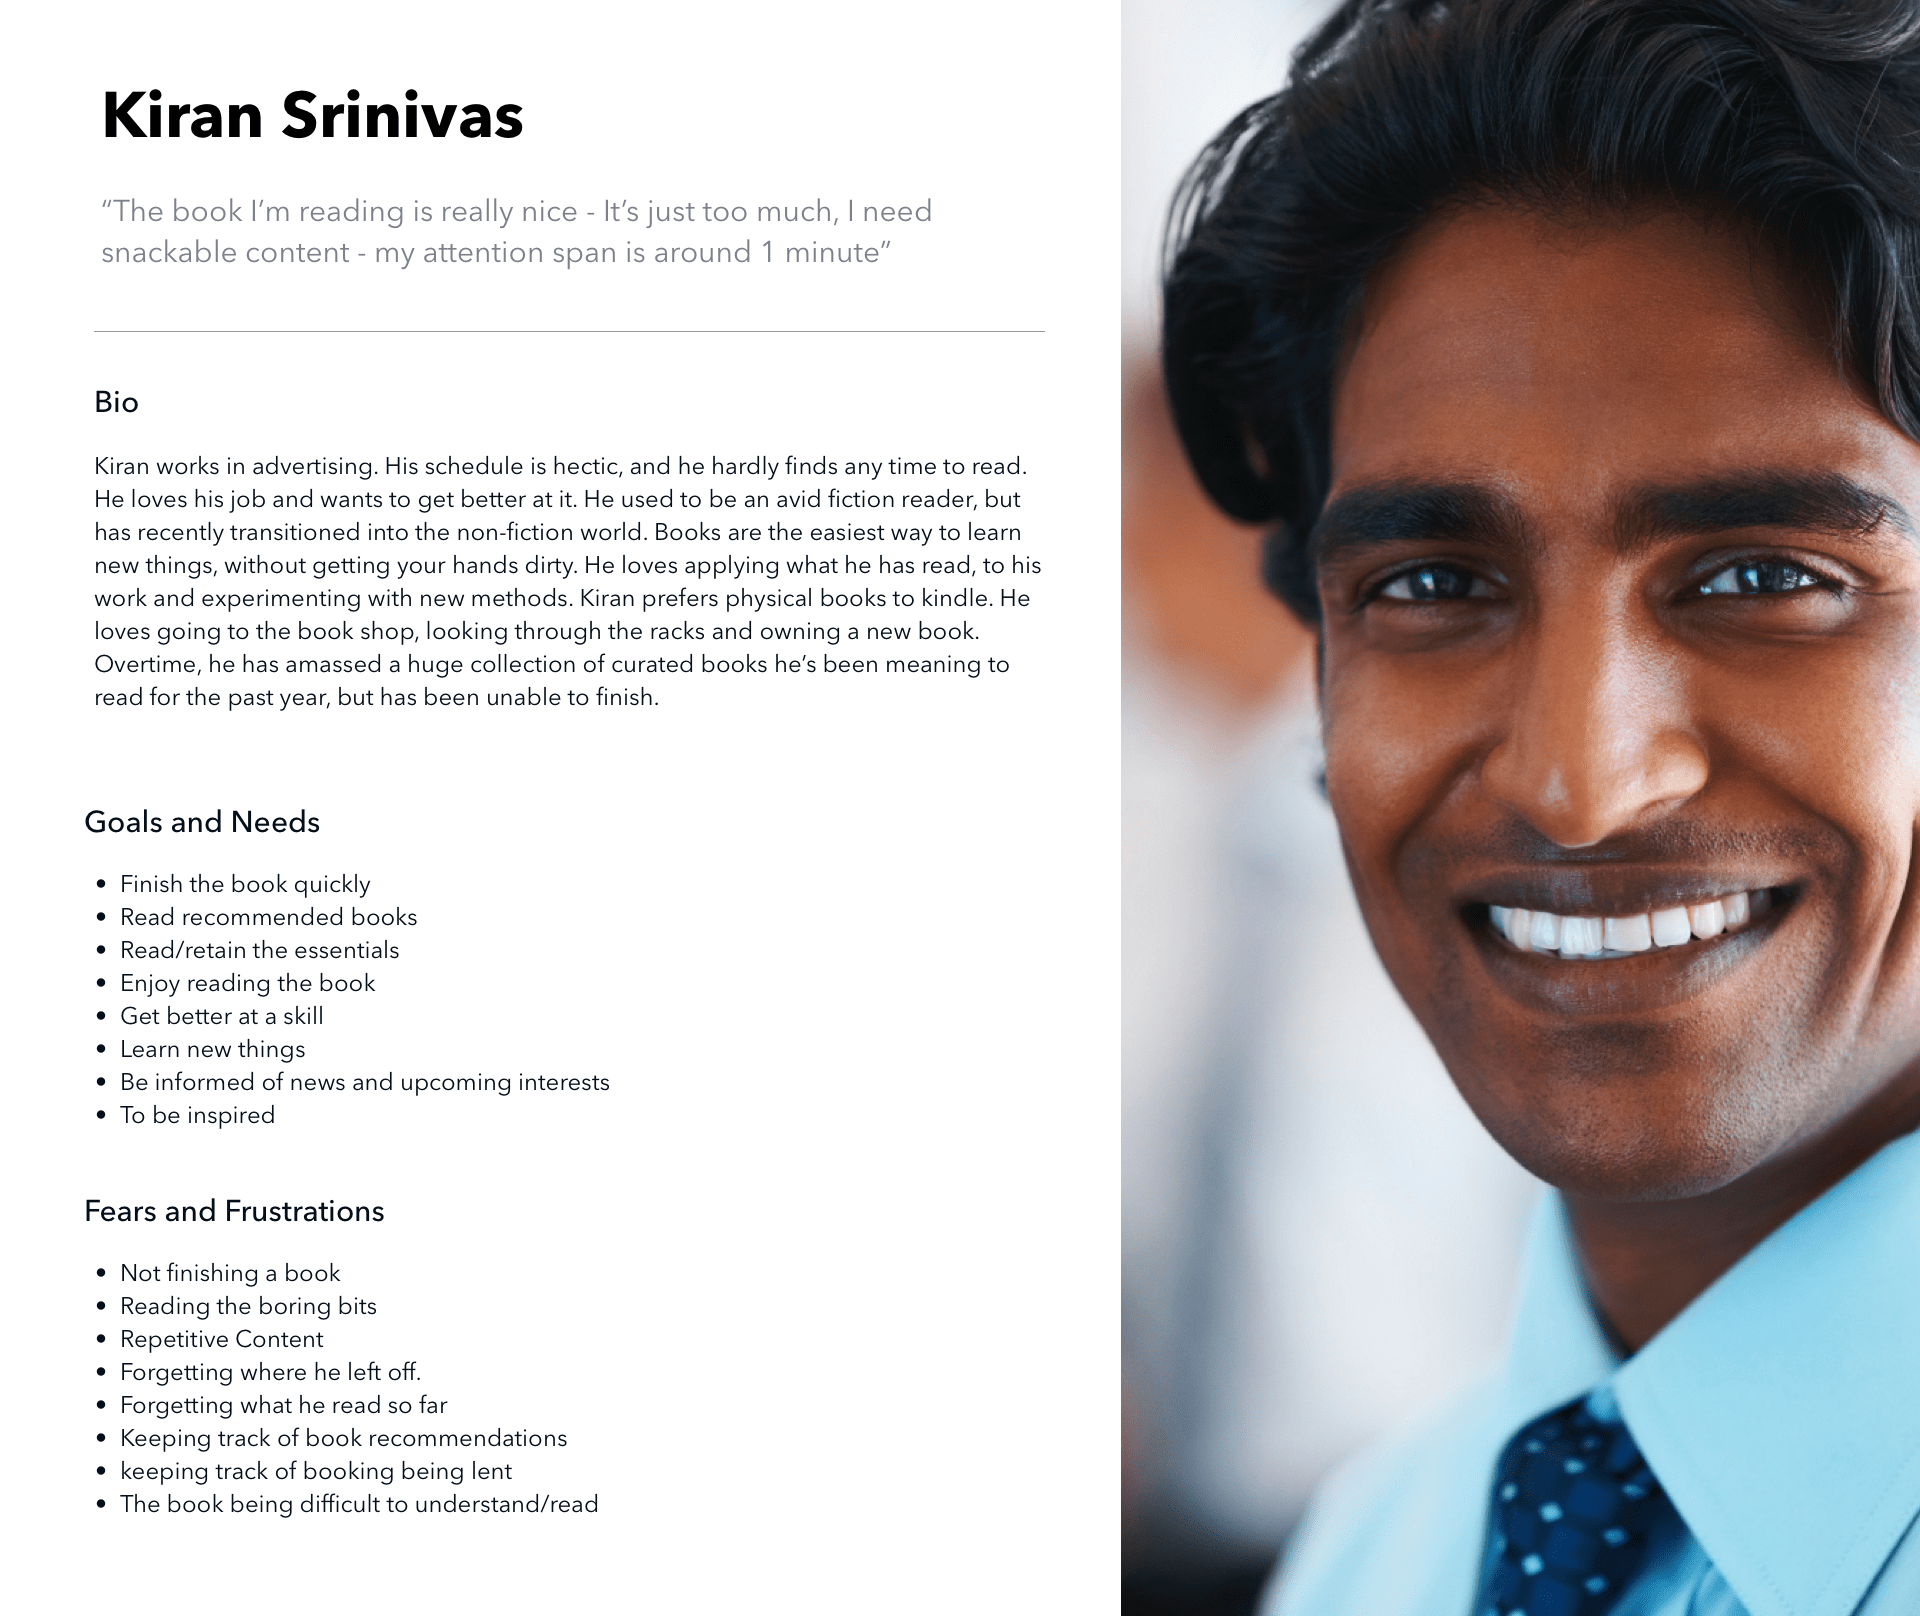 Kiran Srinivas
“The book I’m reading is really nice - It’s just too much, I need
snackable content - my attention span is around 1 minute”
Bio
Kiran works in advertising. His schedule is hectic, and he hardly finds any time to read.
He loves his job and wants to get better at it. He used to be an avid fiction reader, but
has recently transitioned into the non-fiction world. Books are the easiest way to learn
new things, without getting your hands dirty. He loves applying what he has read, to his
work and experimenting with new methods. Kiran prefers physical books to kindle. He
loves going to the book shop, looking through the racks and owning a new book.
Overtime, he has amassed a huge collection of curated books he’s been meaning to
read for the past year, but has been unable to finish.
Goals and Needs
• Finish the book quickly
• Read recommended books
• Read/retain the essentials
• Enjoy reading the book
• Get better at a skill
• Learn new things
• Be informed of news and upcoming interests
• To be inspired
Fears and Frustrations
• Not finishing a book
• Reading the boring bits
• Repetitive Content
• Forgetting where he left off.
• Forgetting what he read so far
• Keeping track of book recommendations
• keeping track of booking being lent
• The book being difficult to understand/read